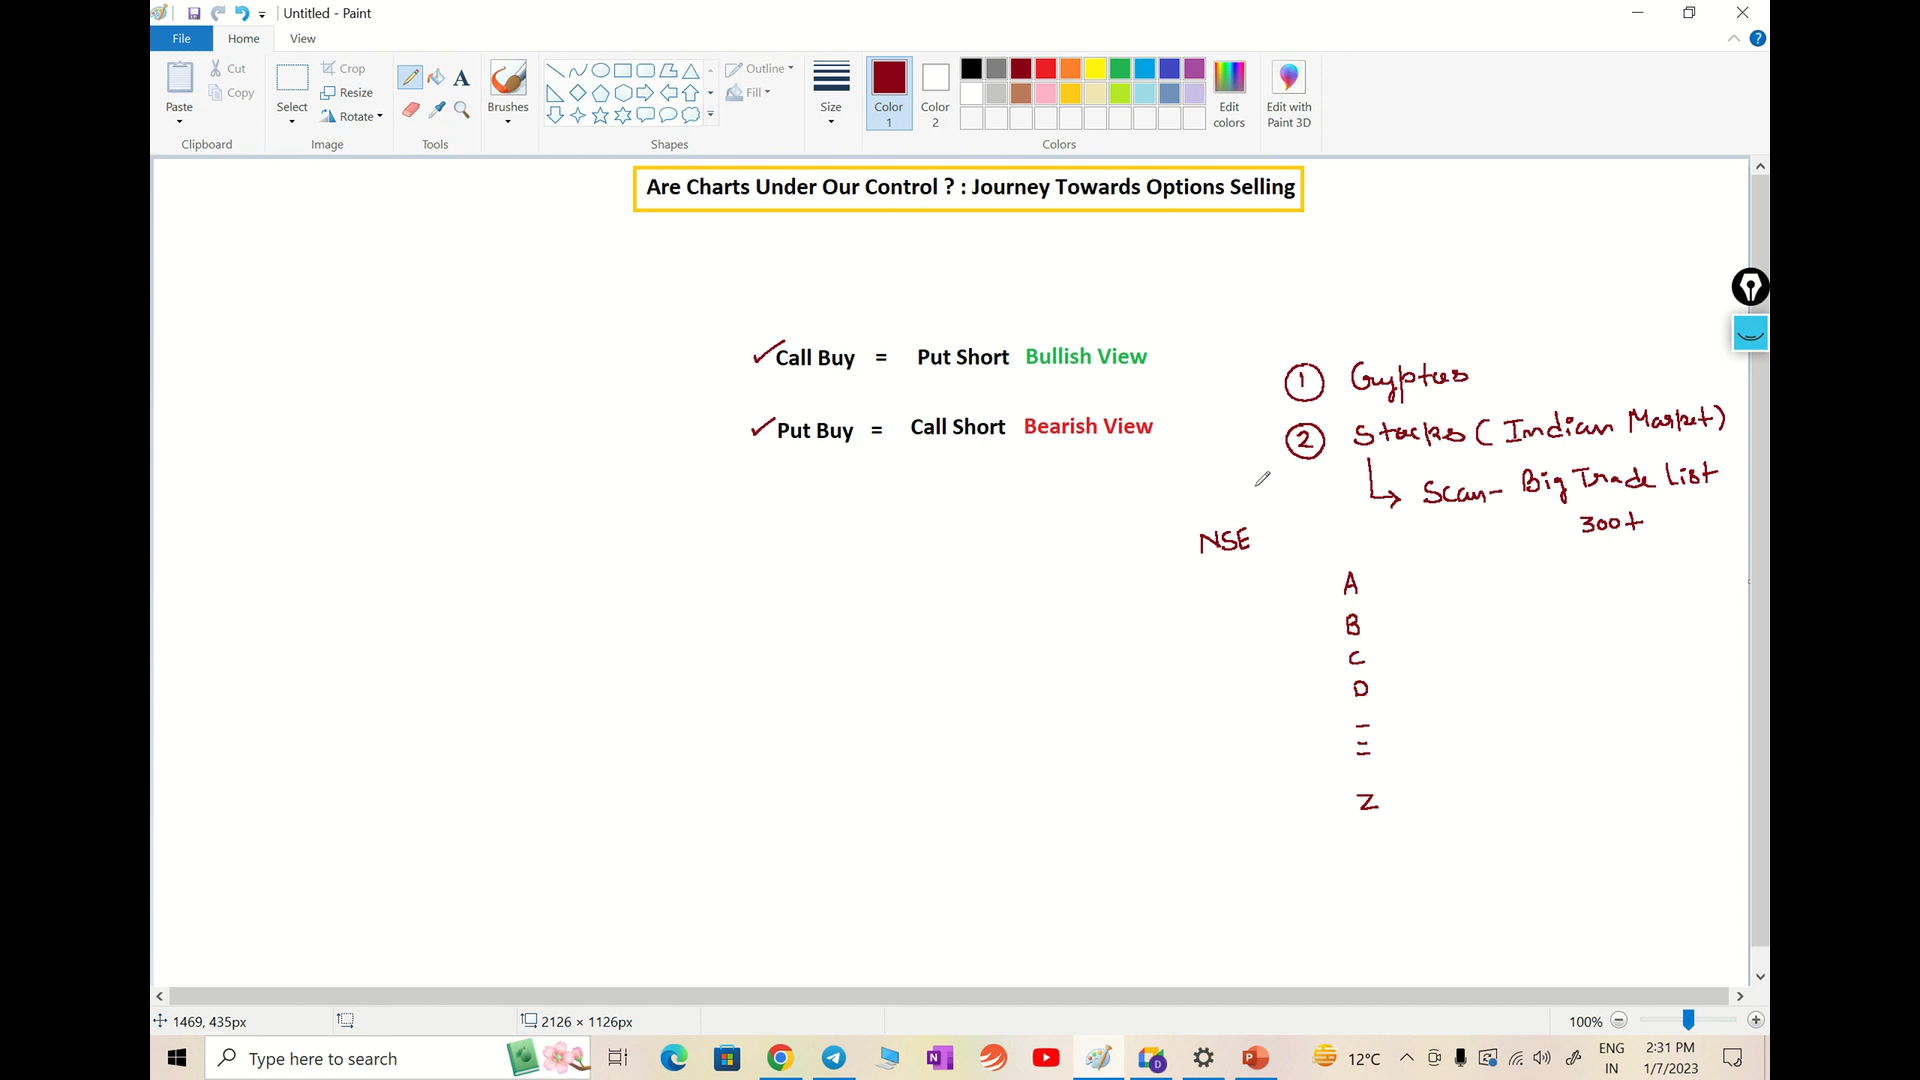 Untitled - Paint
File Home View
Paste Cut Copy Select Crop Resize Rotate Brushes Outline Fill Size Color 1 Color 2 Edit colors Edit with Paint 3D
Clipboard Image Tools Shapes Colors
Are Charts Under Our Control ? : Journey Towards Options Selling
Call Buy = Put Short Bullish View
Put Buy = Call Short Bearish View
1 Cryptos
2 Stocks ( Indian Market)
Scan- Big Trade List
300+
NSE
A
B
C
D
Z
1469, 435px 2126 × 1126px 100%
Type here to search 12°C ENG IN 2:31 PM 1/7/2023